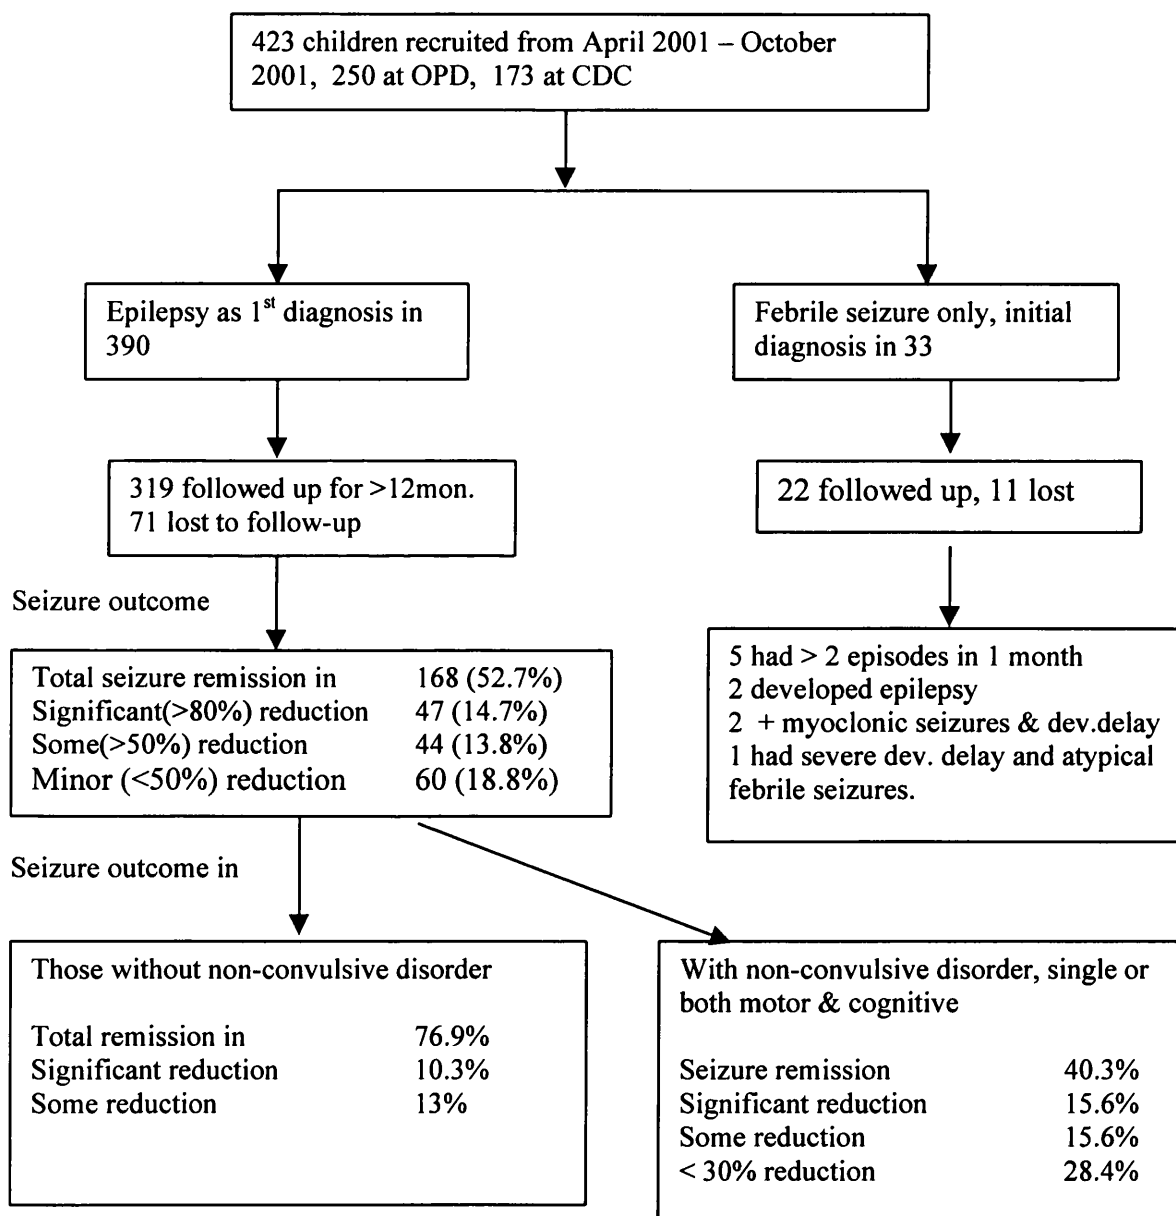 423 children recruited from April 2001 – October
2001, 250 at OPD, 173 at CDC
Epilepsy as 1st diagnosis in
390
Febrile seizure only, initial
diagnosis in 33
319 followed up for >12mon.
71 lost to follow-up
22 followed up, 11 lost
Seizure outcome
Total seizure remission in 168 (52.7%)
Significant(>80%) reduction 47 (14.7%)
Some(>50%) reduction 44 (13.8%)
Minor (<50%) reduction 60 (18.8%)
5 had > 2 episodes in 1 month
2 developed epilepsy
2 + myoclonic seizures & dev.delay
1 had severe dev. delay and atypical
febrile seizures.
Seizure outcome in
Those without non-convulsive disorder
Total remission in 76.9%
Significant reduction 10.3%
Some reduction 13%
With non-convulsive disorder, single or
both motor & cognitive
Seizure remission 40.3%
Significant reduction 15.6%
Some reduction 15.6%
< 30% reduction 28.4%